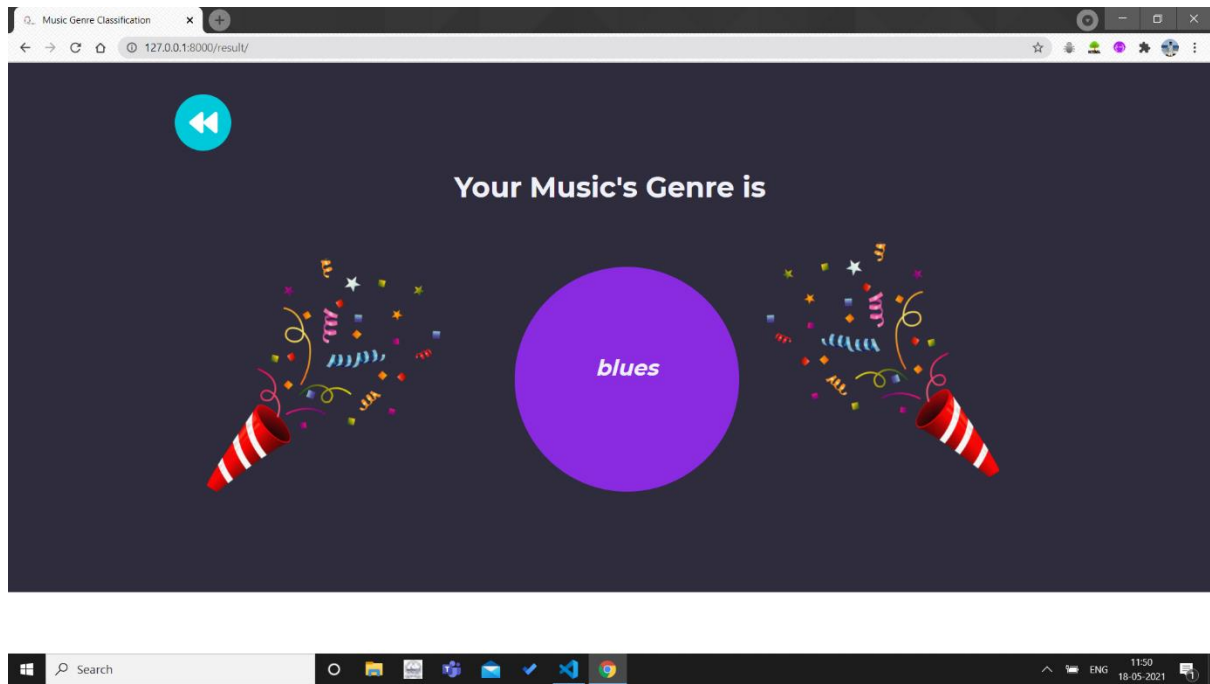 Music Genre Classification
127.0.0.1:8000/result/
Your Music's Genre is
blues
Search
ENG
11:50
18-05-2021